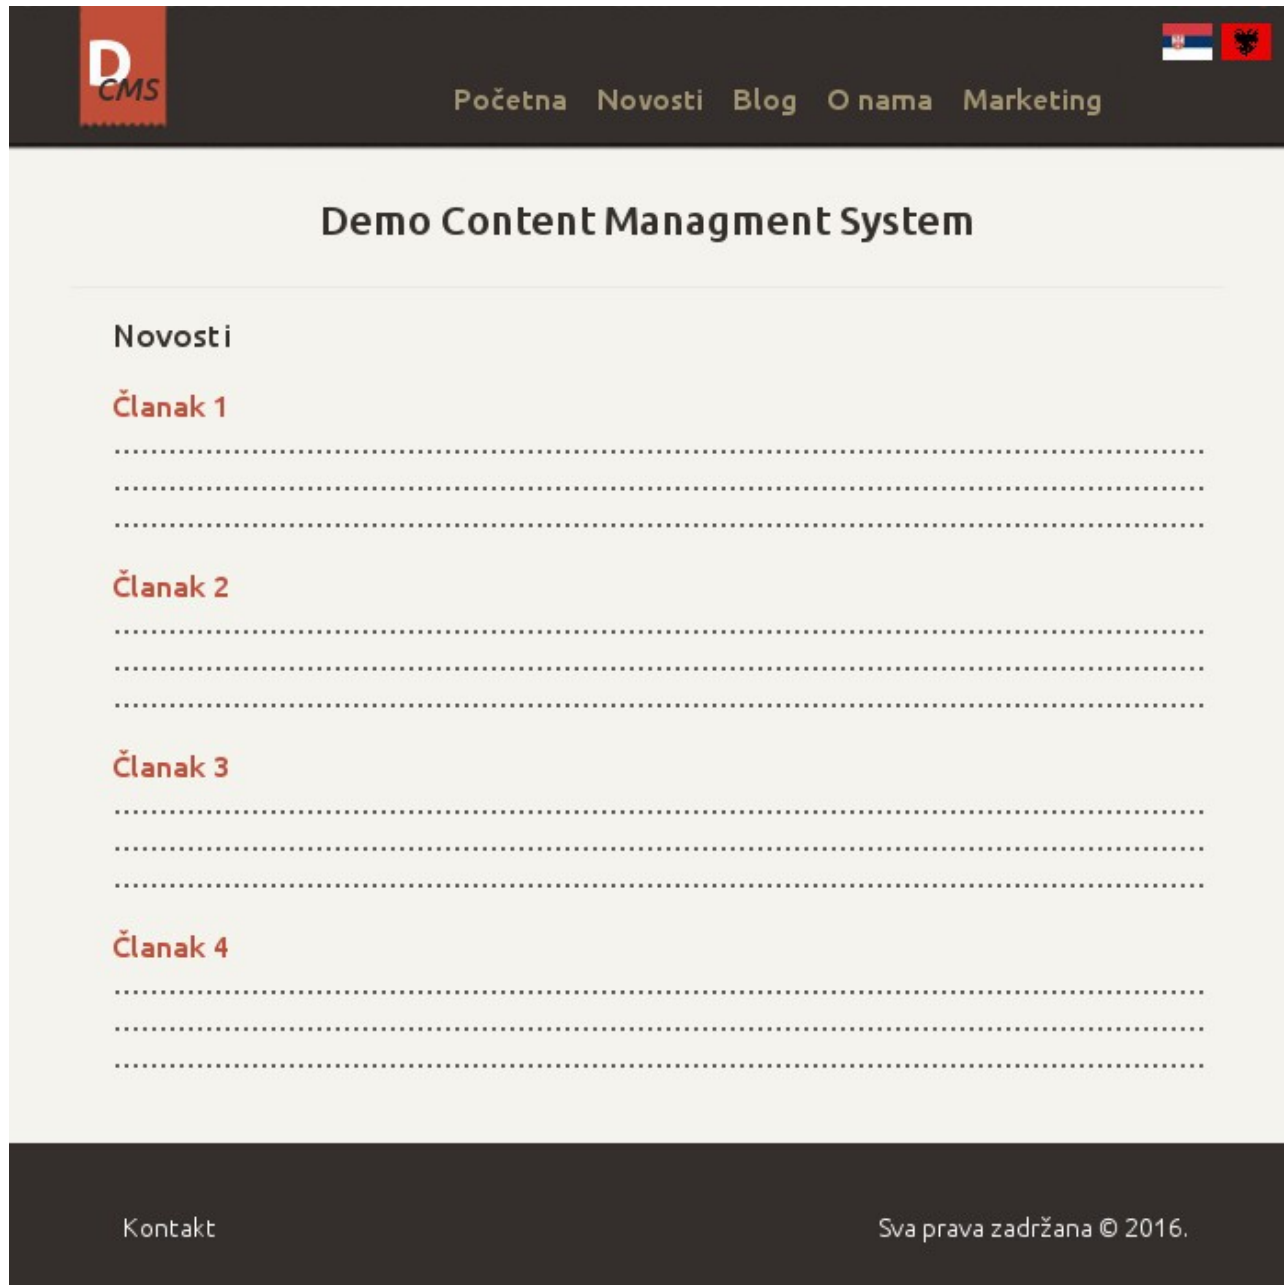 D
CMS
Početna Novosti Blog O nama Marketing
Demo Content Managment System
Novosti
Članak 1
................................................................................
................................................................................
................................................................................
Članak 2
................................................................................
................................................................................
................................................................................
Članak 3
................................................................................
................................................................................
................................................................................
Članak 4
................................................................................
................................................................................
................................................................................
Kontakt Sva prava zadržana © 2016.